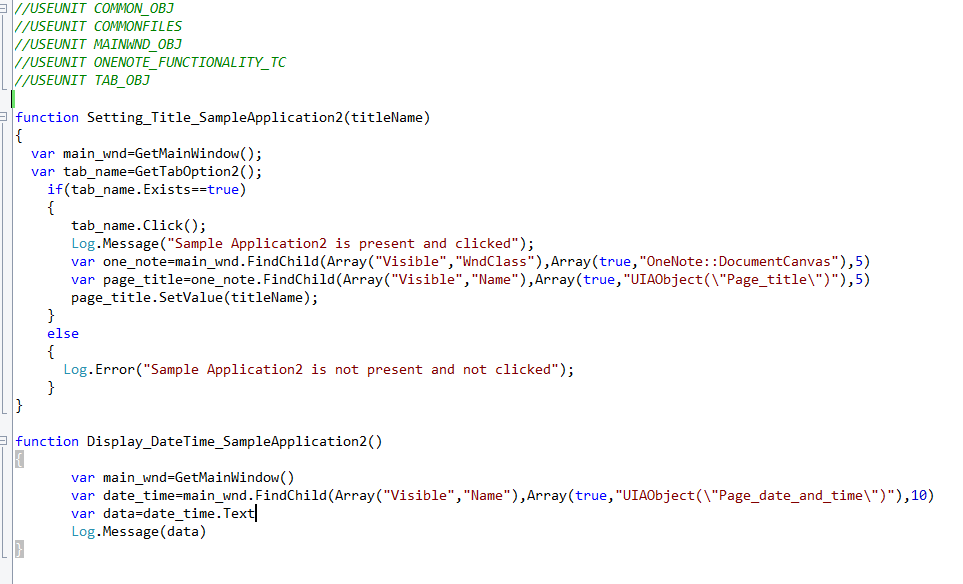 //USEUNIT COMMON_OBJ
//USEUNIT COMMONFILES
//USEUNIT MAINWND_OBJ
//USEUNIT ONENOTE_FUNCTIONALITY_TC
//USEUNIT TAB_OBJ
function Setting_Title_SampleApplication2(titleName)
{
var main_wnd=GetMainWindow();
var tab_name=GetTabOption2();
if(tab_name.Exists==true)
{
tab_name.Click();
Log.Message("Sample Application2 is present and clicked");
var one_note=main_wnd.FindChild(Array("Visible","WndClass"),Array(true,"OneNote::DocumentCanvas"),5)
var page_title=one_note.FindChild(Array("Visible","Name"),Array(true,"UIAObject(\"Page_title\")"),5)
page_title.SetValue(titleName);
}
else
{
Log.Error("Sample Application2 is not present and not clicked");
}
}
function Display_DateTime_SampleApplication2()
{
var main_wnd=GetMainWindow()
var date_time=main_wnd.FindChild(Array("Visible","Name"),Array(true,"UIAObject(\"Page_date_and_time\")"),10)
var data=date_time.Text
Log.Message(data)
}